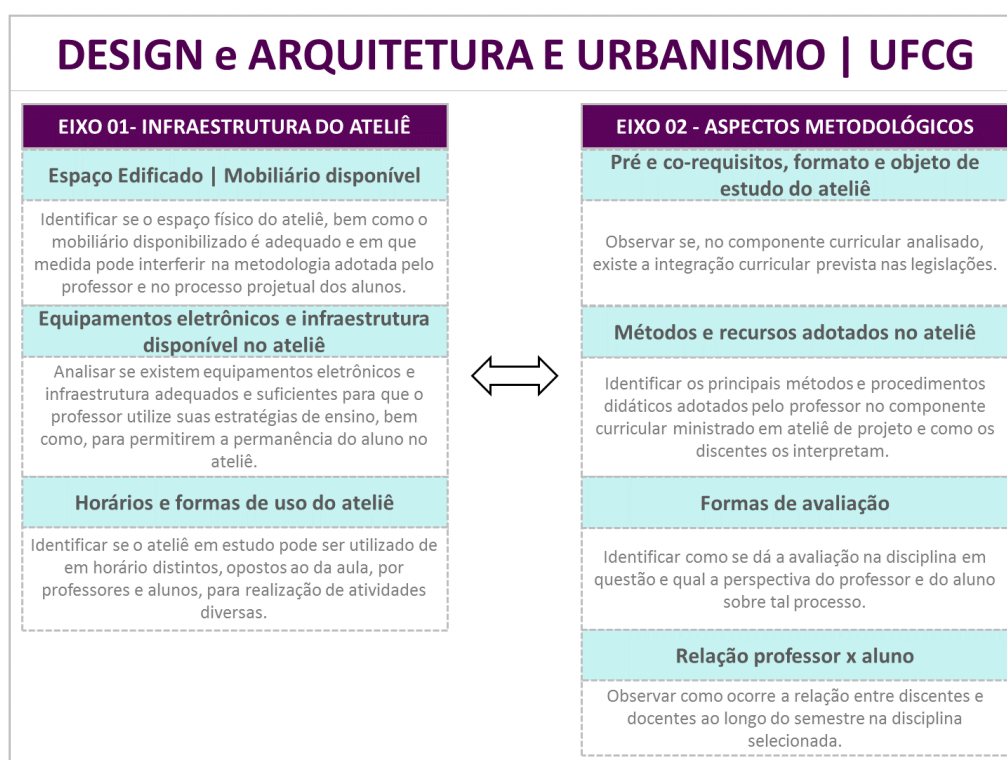 DESIGN e ARQUITETURA E URBANISMO | UFCG
EIXO 01- INFRAESTRUTURA DO ATELIÊ
Espaço Edificado | Mobiliário disponível
Identificar se o espaço físico do ateliê, bem como o
mobiliário disponibilizado é adequado e em que
medida pode interferir na metodologia adotada pelo
professor e no processo projetual dos alunos.
Equipamentos eletrônicos e infraestrutura
disponível no ateliê
Analisar se existem equipamentos eletrônicos e
infraestrutura adequados e suficientes para que o
professor utilize suas estratégias de ensino, bem
como, para permitirem a permanência do aluno no
ateliê.
Horários e formas de uso do ateliê
Identificar se o ateliê em estudo pode ser utilizado de
em horário distintos, opostos ao da aula, por
professores e alunos, para realização de atividades
diversas.
EIXO 02 - ASPECTOS METODOLÓGICOS
Pré e co-requisitos, formato e objeto de
estudo do ateliê
Observar se, no componente curricular analisado,
existe a integração curricular prevista nas legislações.
Métodos e recursos adotados no ateliê
Identificar os principais métodos e procedimentos
didáticos adotados pelo professor no componente
curricular ministrado em ateliê de projeto e como os
discentes os interpretam.
Formas de avaliação
Identificar como se dá a avaliação na disciplina em
questão e qual a perspectiva do professor e do aluno
sobre tal processo.
Relação professor x aluno
Observar como ocorre a relação entre discentes e
docentes ao longo do semestre na disciplina
selecionada.